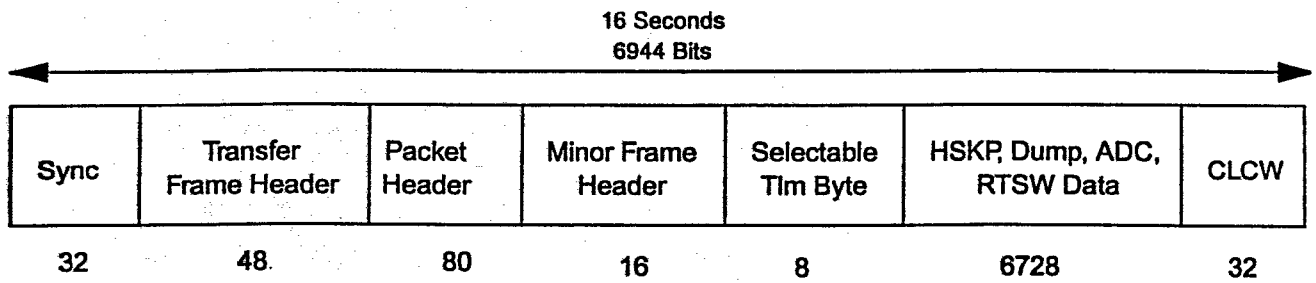 16 Seconds
6944 Bits
Sync
Transfer
Frame Header
Packet
Header
Minor Frame
Header
Selectable
Tlm Byte
HSKP, Dump, ADC,
RTSW Data
CLCW
32
48
80
16
8
6728
32